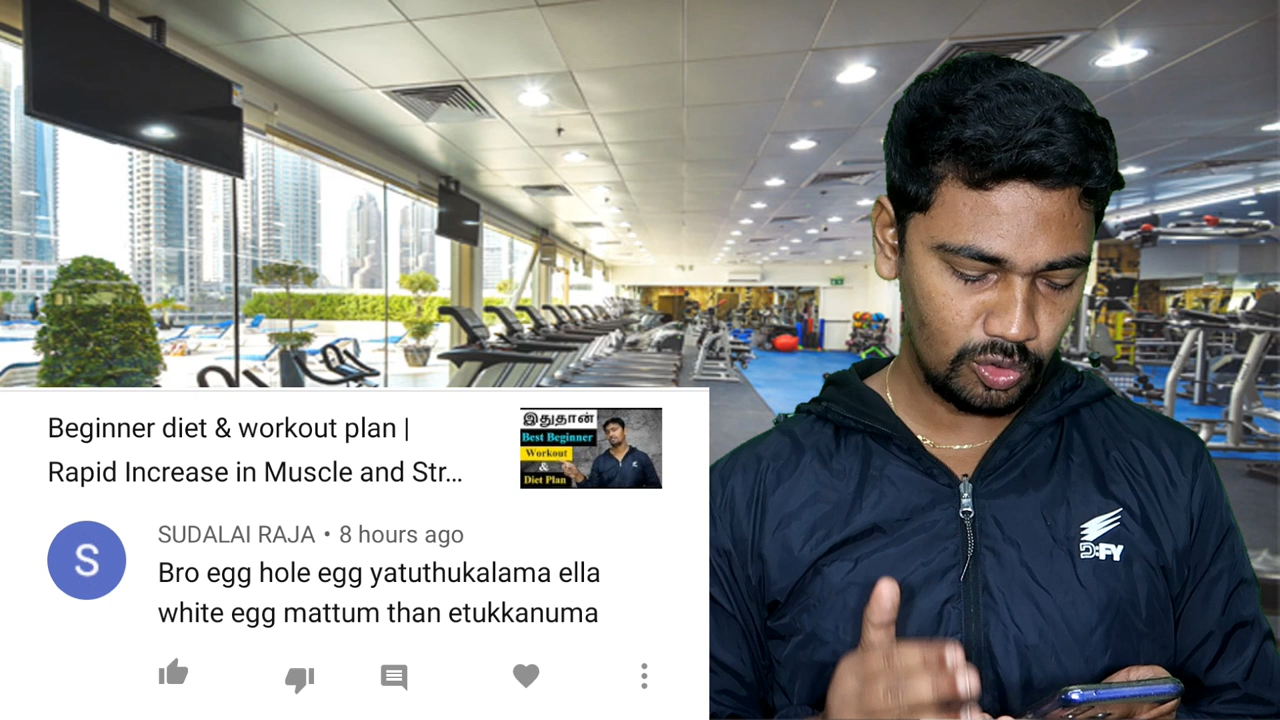 Beginner diet & workout plan |
Rapid Increase in Muscle and Str...
இதுதான்
Best Beginner
Workout
&
Diet Plan
SUDALAI RAJA • 8 hours ago
Bro egg hole egg yatuthukalama ella
white egg mattum than etukkanuma
S
D:FY